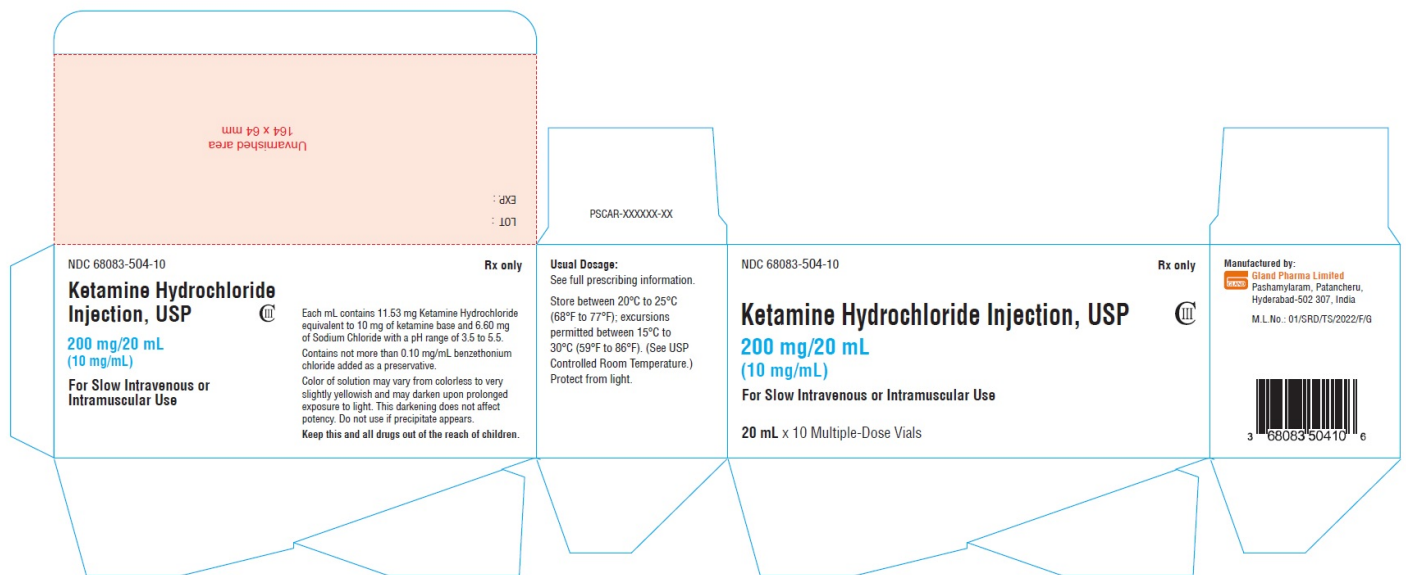 Unvarnished area
164 x 64 mm
LOT :
EXP :
NDC 68083-504-10
Rx only
Ketamine Hydrochloride
Injection, USP
CIII
200 mg/20 mL
(10 mg/mL)
For Slow Intravenous or
Intramuscular Use
Each mL contains 11.53 mg Ketamine Hydrochloride
equivalent to 10 mg of ketamine base and 6.60 mg
of Sodium Chloride with a pH range of 3.5 to 5.5.
Contains not more than 0.10 mg/mL benzethonium
chloride added as a preservative.
Color of solution may vary from colorless to very
slightly yellowish and may darken upon prolonged
exposure to light. This darkening does not affect
potency. Do not use if precipitate appears.
Keep this and all drugs out of the reach of children.
PSCAR-XXXXXX-XX
Usual Dosage:
See full prescribing information.
Store between 20°C to 25°C
(68°F to 77°F); excursions
permitted between 15°C to
30°C (59°F to 86°F). (See USP
Controlled Room Temperature.)
Protect from light.
NDC 68083-504-10
Rx only
Ketamine Hydrochloride Injection, USP
CIII
200 mg/20 mL
(10 mg/mL)
For Slow Intravenous or Intramuscular Use
20 mL x 10 Multiple-Dose Vials
Manufactured by:
GLAND
Gland Pharma Limited
Pashamylaram, Patancheru,
Hyderabad-502 307, India
M.L.No.: 01/SRD/TS/2022/F/G
3 68083 50410 6